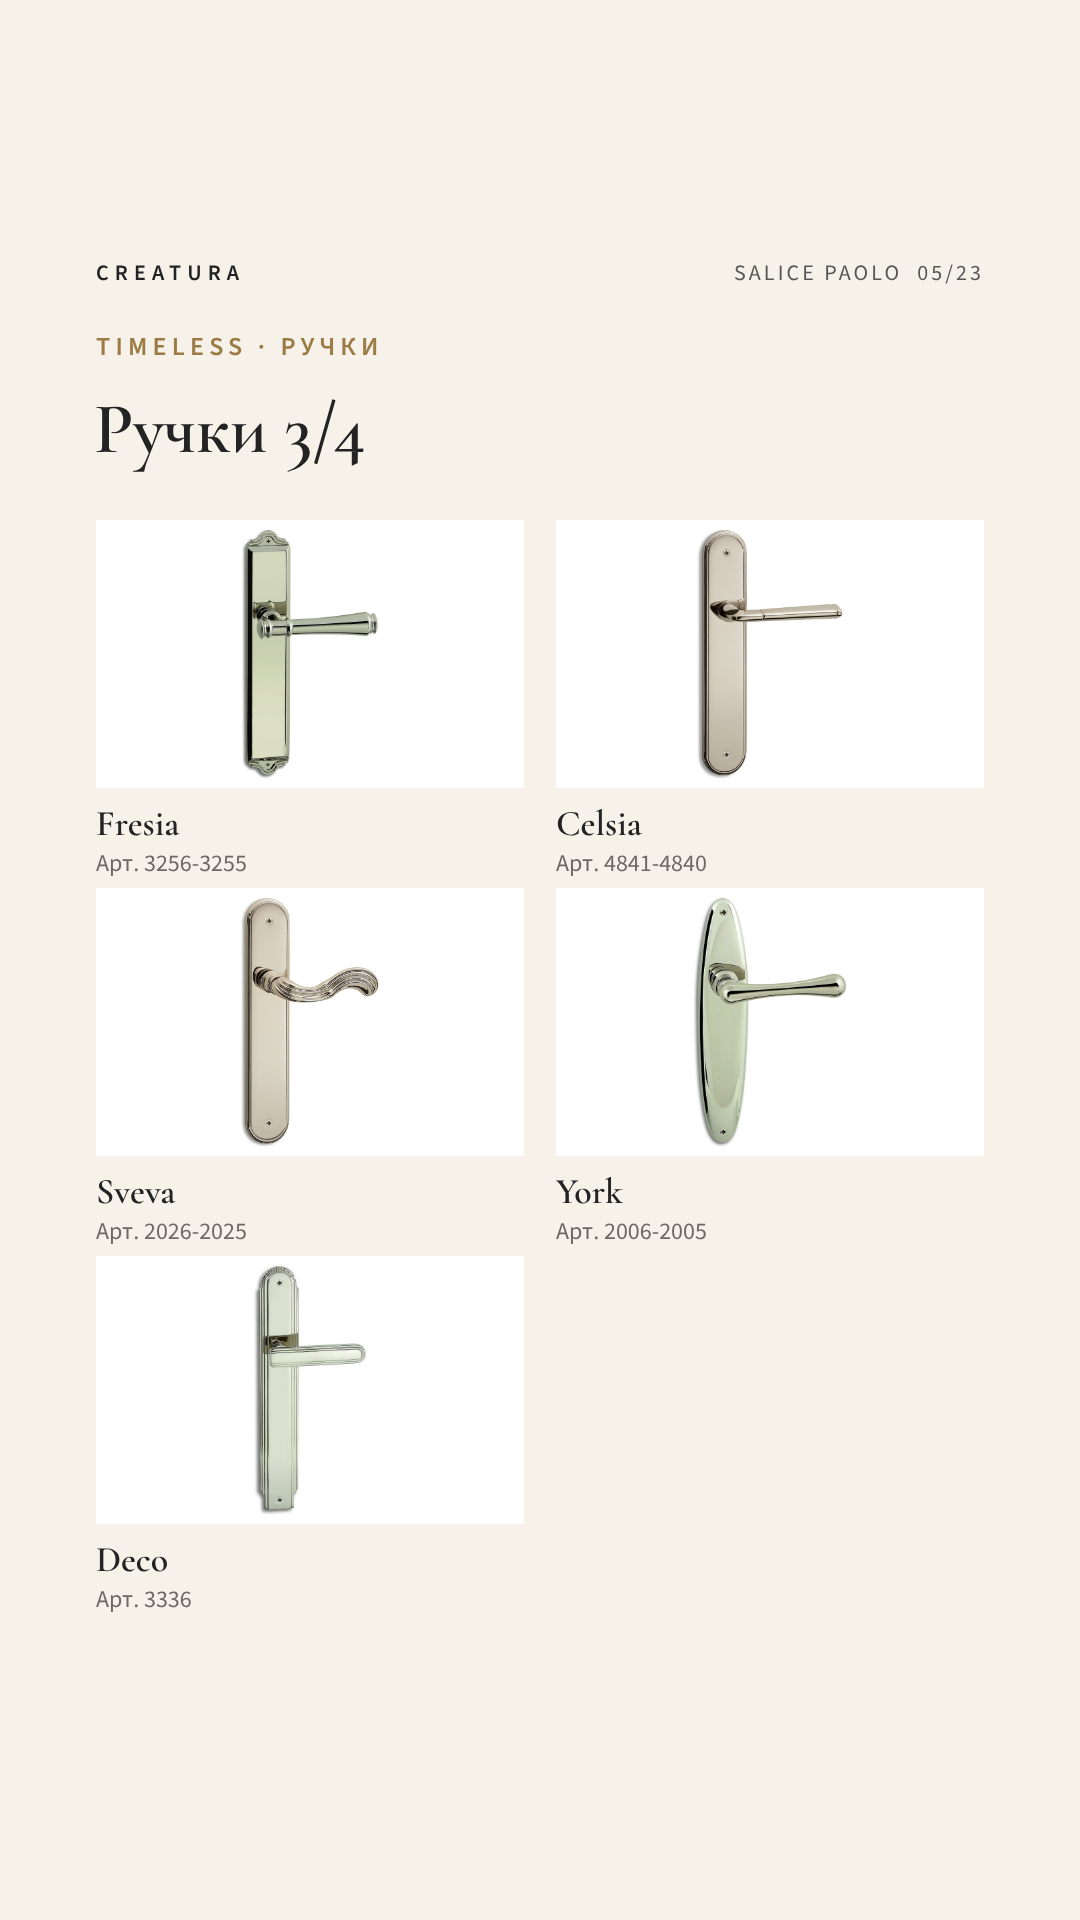 CREATURA
SALICE PAOLO 05/23
TIMELESS · РУЧКИ
Ручки 3/4
Fresia
Арт. 3256-3255
Celsia
Арт. 4841-4840
Sveva
Арт. 2026-2025
York
Арт. 2006-2005
Deco
Арт. 3336